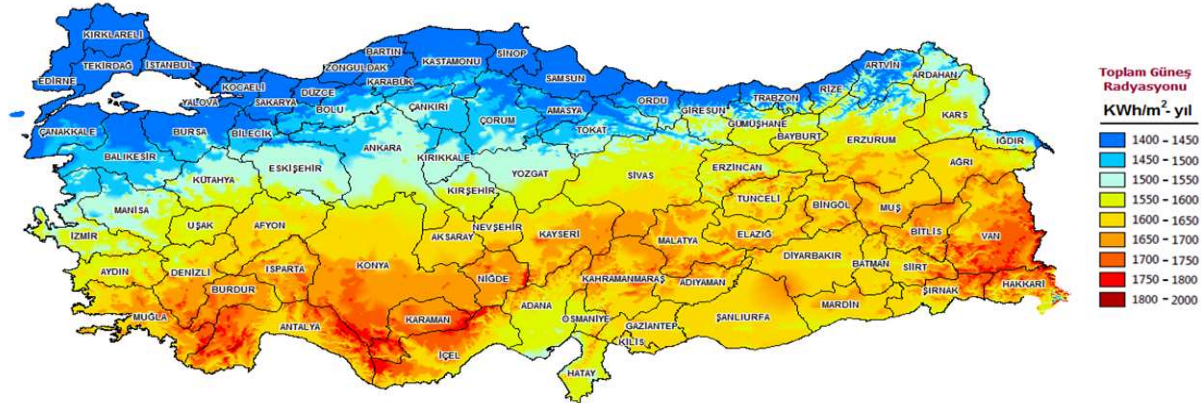 KIRKLARELİ
TEKİRDAĞ
İSTANBUL
EDİRNE
KOCAELİ
YALOVA
SAKARYA
DÜZCE
BOLU
ZONGULDAK
BARTIN
KARABÜK
KASTAMONU
SİNOP
SAMSUN
ÇANKIRI
ÇORUM
AMASYA
TOKAT
ORDU
GİRESUN
TRABZON
RİZE
ARTVİN
ARDAHAN
GÜMÜŞHANE
BAYBURT
KARS
IĞDIR
ERZURUM
ERZİNCAN
AĞRI
ÇANAKKALE
BALIKESİR
BURSA
BİLECİK
KÜTAHYA
ESKİŞEHİR
ANKARA
KIRIKKALE
KIRŞEHİR
YOZGAT
SİVAS
TUNCELİ
BİNGÖL
MUŞ
BİTLİS
VAN
MANİSA
İZMİR
UŞAK
AFYON
AKSARAY
NEVŞEHİR
KAYSERİ
MALATYA
ELAZIĞ
DİYARBAKIR
BATMAN
SİİRT
ŞIRNAK
HAKKARİ
AYDIN
DENİZLİ
ISPARTA
BURDUR
KONYA
NİĞDE
KAHRAMANMARAŞ
ADIYAMAN
MARDİN
MUĞLA
ANTALYA
KARAMAN
İÇEL
ADANA
OSMANİYE
GAZİANTEP
KİLİS
ŞANLIURFA
HATAY
Toplam Güneş
Radyasyonu
KWh/m²- yıl
1400 - 1450
1450 - 1500
1500 - 1550
1550 - 1600
1600 - 1650
1650 - 1700
1700 - 1750
1750 - 1800
1800 - 2000